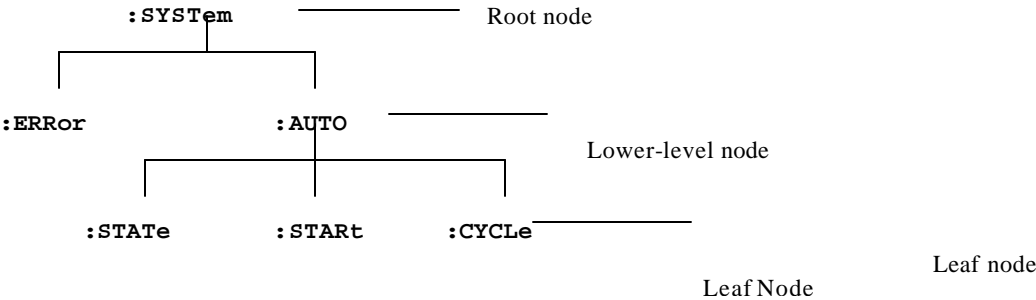 :SYSTem Root node
:ERRor :AUTO
Lower-level node
:STATe :STARt :CYCLe
Leaf node
Leaf Node